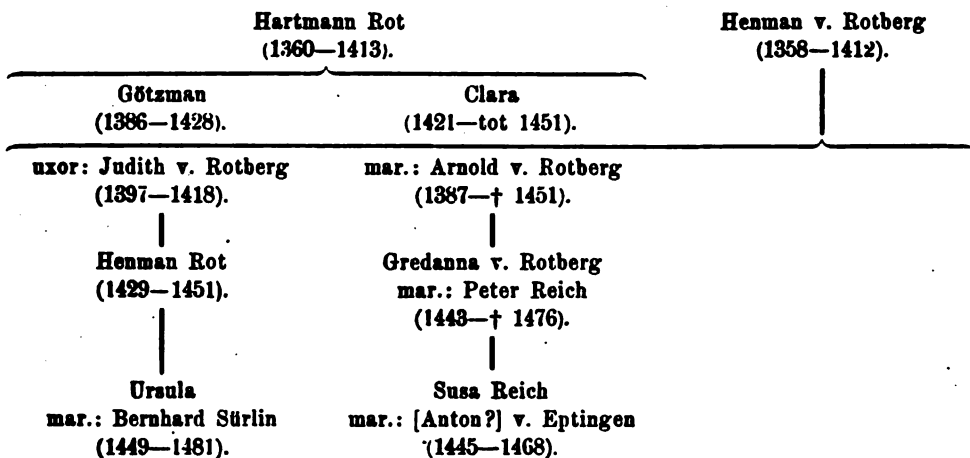 Hartmann Rot
(1360—1413).
Henman v. Rotberg
(1358—1412).
Götzman
(1386—1428).
Clara
(1421—tot 1451).
uxor: Judith v. Rotberg
(1397—1418).
mar.: Arnold v. Rotberg
(1387—† 1451).
Henman Rot
(1429—1451).
Gredanna v. Rotberg
mar.: Peter Reich
(1443—† 1476).
Ursula
mar.: Bernhard Sürlin
(1449—1481).
Susa Reich
mar.: [Anton?] v. Eptingen
(1445—1468).